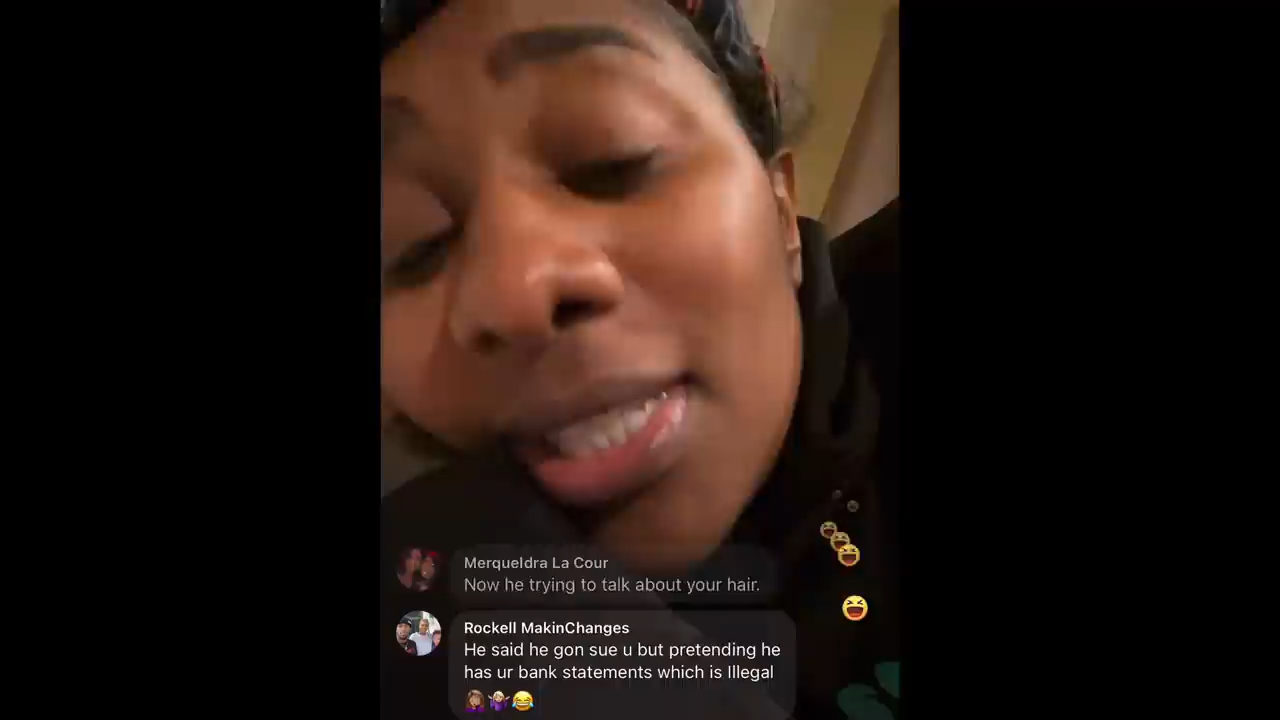 Merqueldra La Cour
Now he trying to talk about your hair.
Rockell MakinChanges
He said he gon sue u but pretending he
has ur bank statements which is Illegal
🤦🏾‍♀️🤷🏼‍♀️😂